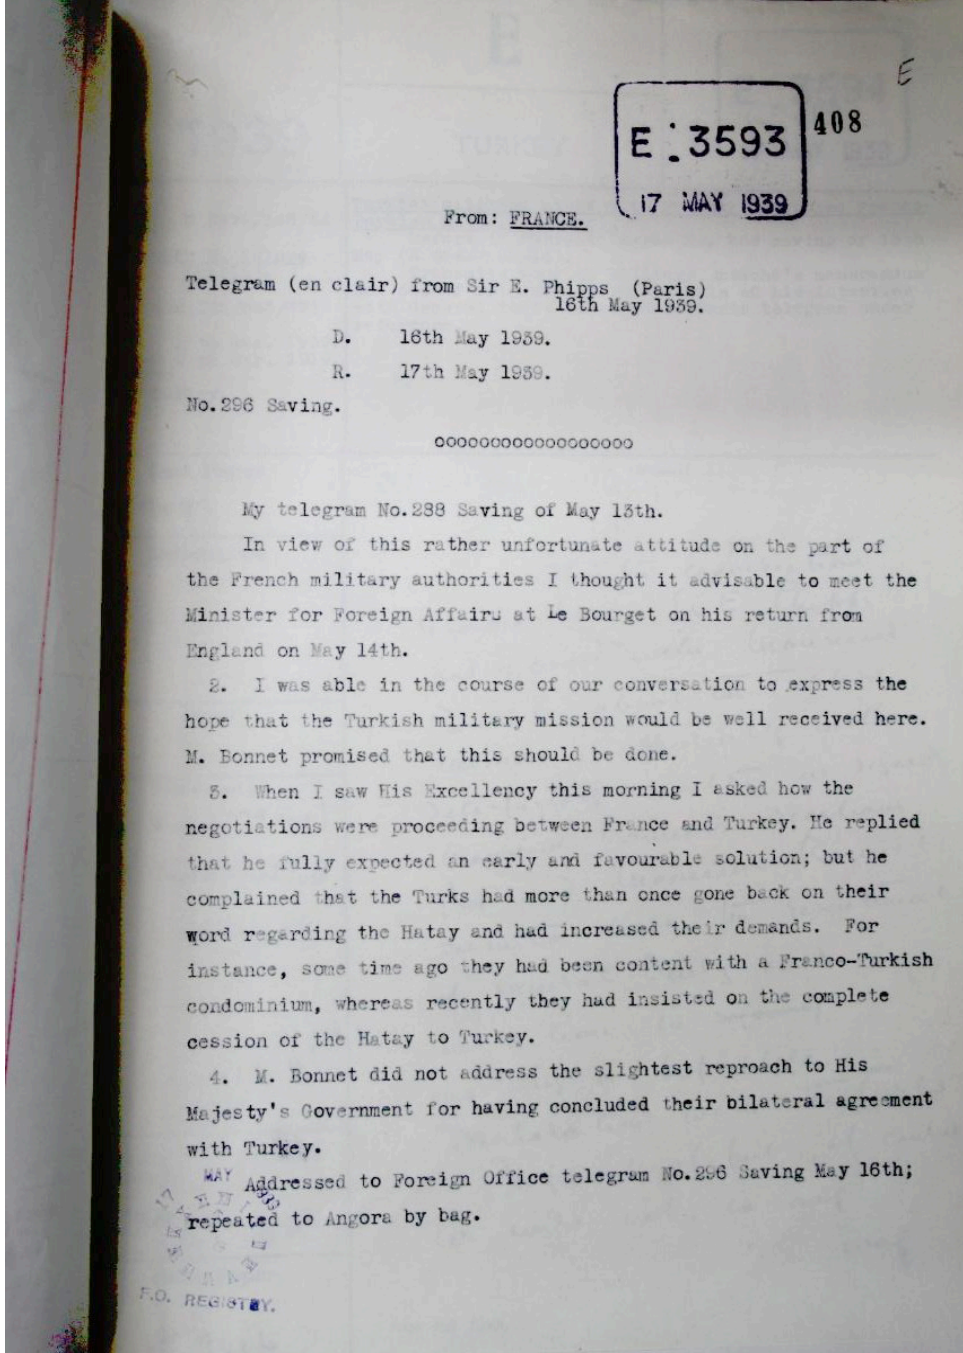 E
E : 3593
408
17 MAY 1939
From: FRANCE.
Telegram (en clair) from Sir E. Phipps (Paris)
16th May 1939.
D. 16th May 1939.
R. 17th May 1939.
No.296 Saving.
oooooooooooooooooo
My telegram No.288 Saving of May 13th.
In view of this rather unfortunate attitude on the part of
the French military authorities I thought it advisable to meet the
Minister for Foreign Affairs at Le Bourget on his return from
England on May 14th.
2. I was able in the course of our conversation to express the
hope that the Turkish military mission would be well received here.
M. Bonnet promised that this should be done.
3. When I saw His Excellency this morning I asked how the
negotiations were proceeding between France and Turkey. He replied
that he fully expected an early and favourable solution; but he
complained that the Turks had more than once gone back on their
word regarding the Hatay and had increased their demands. For
instance, some time ago they had been content with a Franco-Turkish
condominium, whereas recently they had insisted on the complete
cession of the Hatay to Turkey.
4. M. Bonnet did not address the slightest reproach to His
Majesty's Government for having concluded their bilateral agreement
with Turkey.
Addressed to Foreign Office telegram No.296 Saving May 16th;
repeated to Angora by bag.
MAY
F.O. REGISTRY.